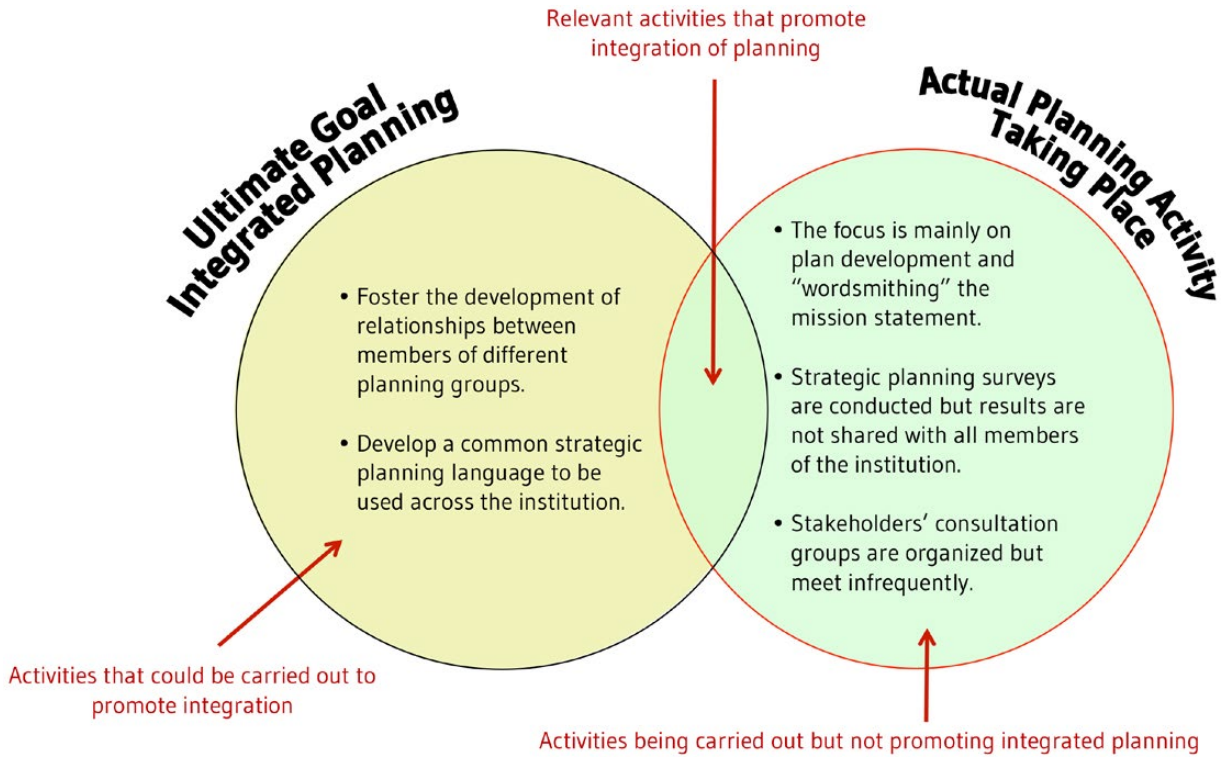 Relevant activities that promote
integration of planning
Ultimate Goal
Integrated Planning
Actual Planning Activity
Taking Place
• Foster the development of
relationships between
members of different
planning groups.
• Develop a common strategic
planning language to be
used across the institution.
• The focus is mainly on
plan development and
“wordsmithing” the
mission statement.
• Strategic planning surveys
are conducted but results are
not shared with all members
of the institution.
• Stakeholders’ consultation
groups are organized but
meet infrequently.
Activities that could be carried out to
promote integration
Activities being carried out but not promoting integrated planning